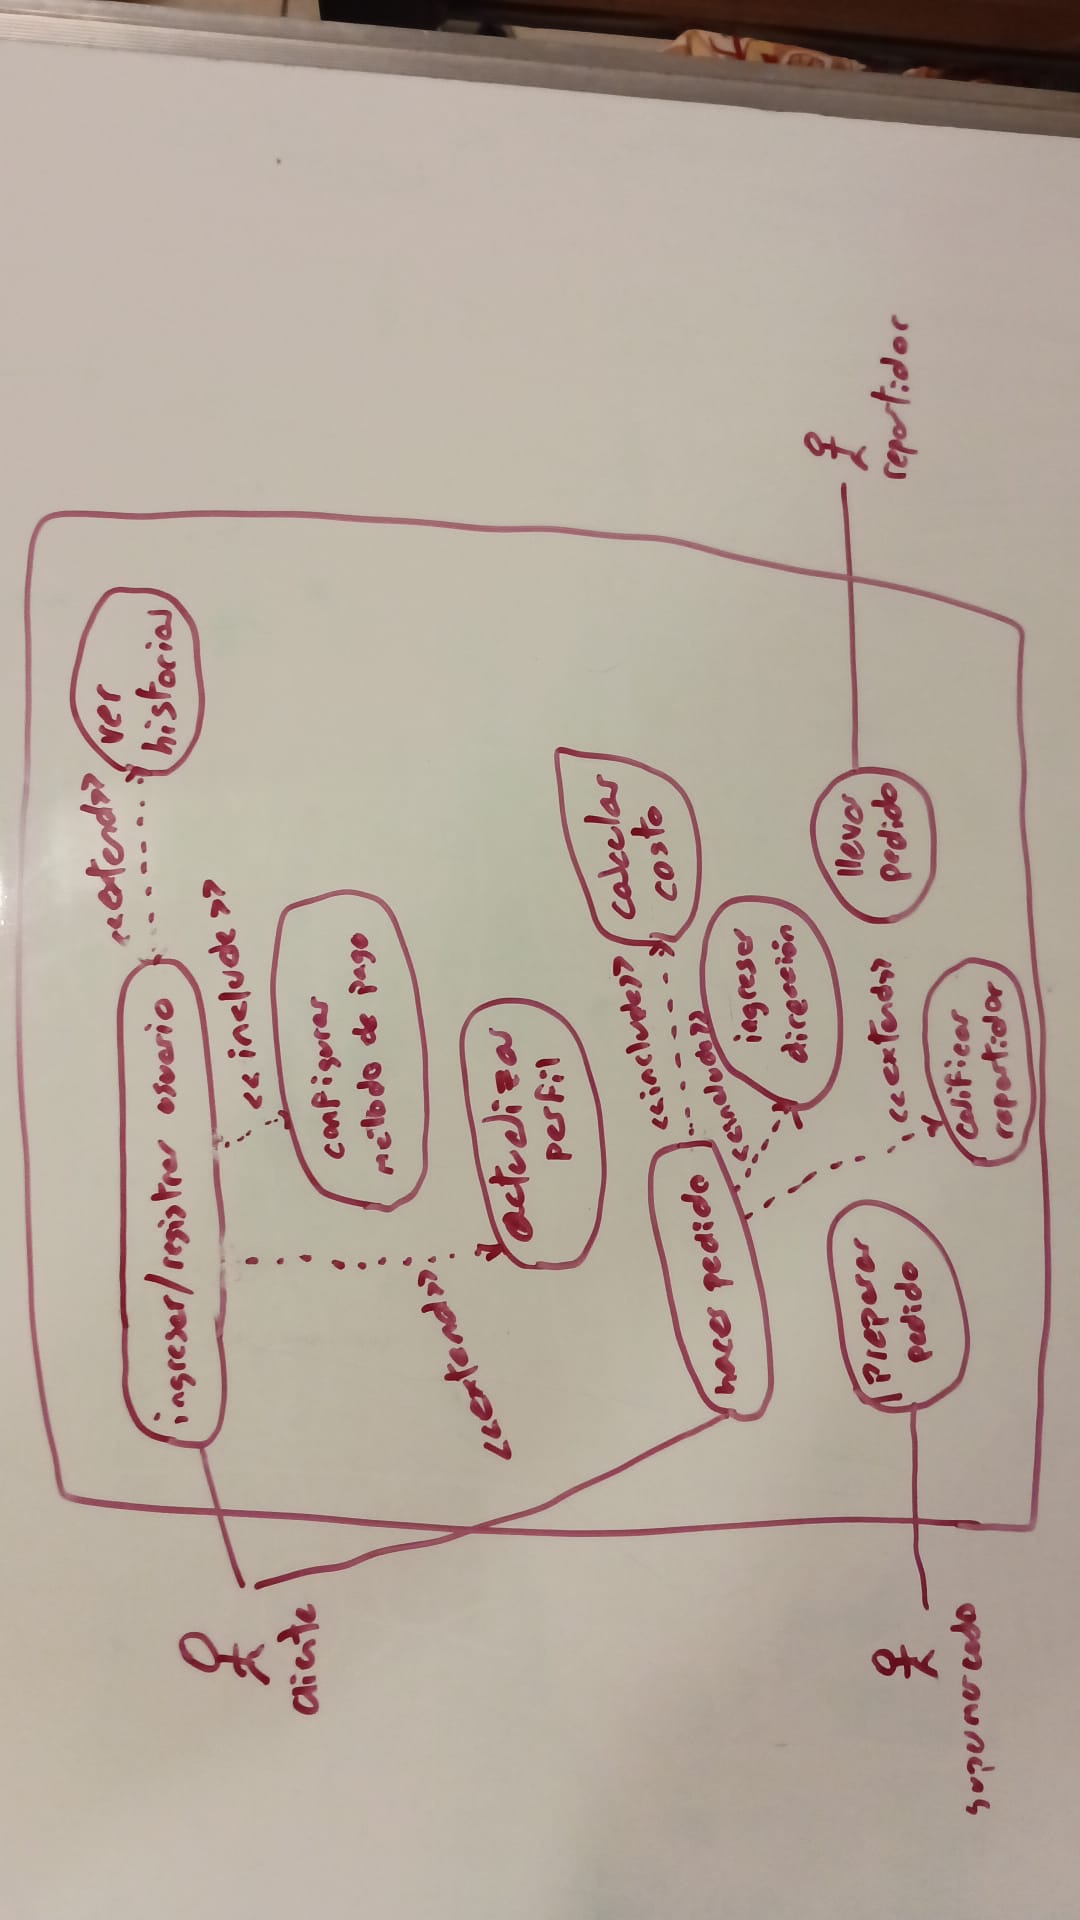 <<extend>>
ver
historial
ingresar/registrar usuario
<<include>>
cliente
configurar
método de pago
<<extend>>
actualizar
perfil
<<include>>
calcular
costo
hacer pedido
<<include>>
ingresar
dirección
preparar
pedido
llevar
pedido
<<extend>>
repartidor
supermercado
calificar
repartidor